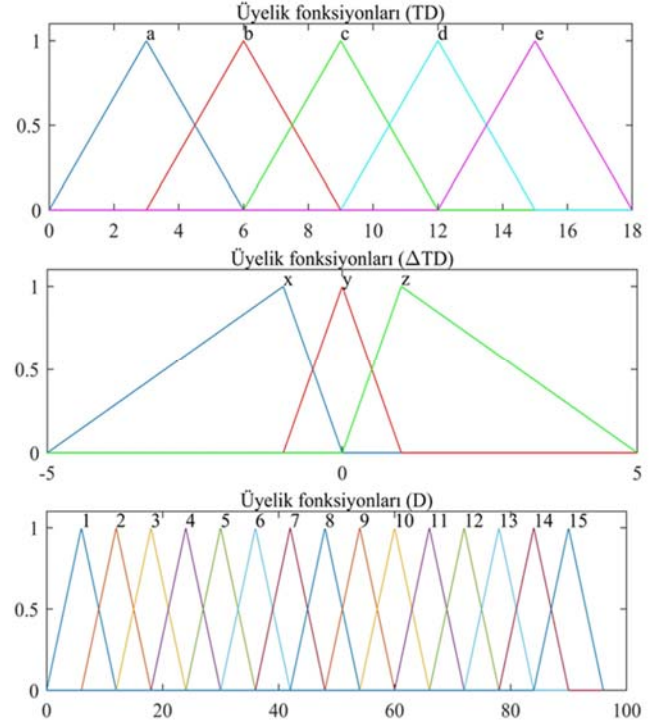 Üyelik fonksiyonları (TD)
a b c d e
1
0.5
0
0 2 4 6 8 10 12 14 16 18
Üyelik fonksiyonları (ΔTD)
x y z
1
0.5
0
-5 0 5
Üyelik fonksiyonları (D)
1 2 3 4 5 6 7 8 9 10 11 12 13 14 15
1
0.5
0
0 20 40 60 80 100